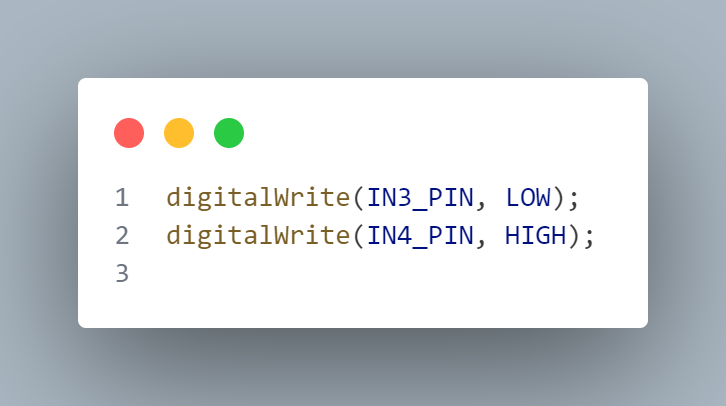 1 digitalWrite(IN3_PIN, LOW);
2 digitalWrite(IN4_PIN, HIGH);
3